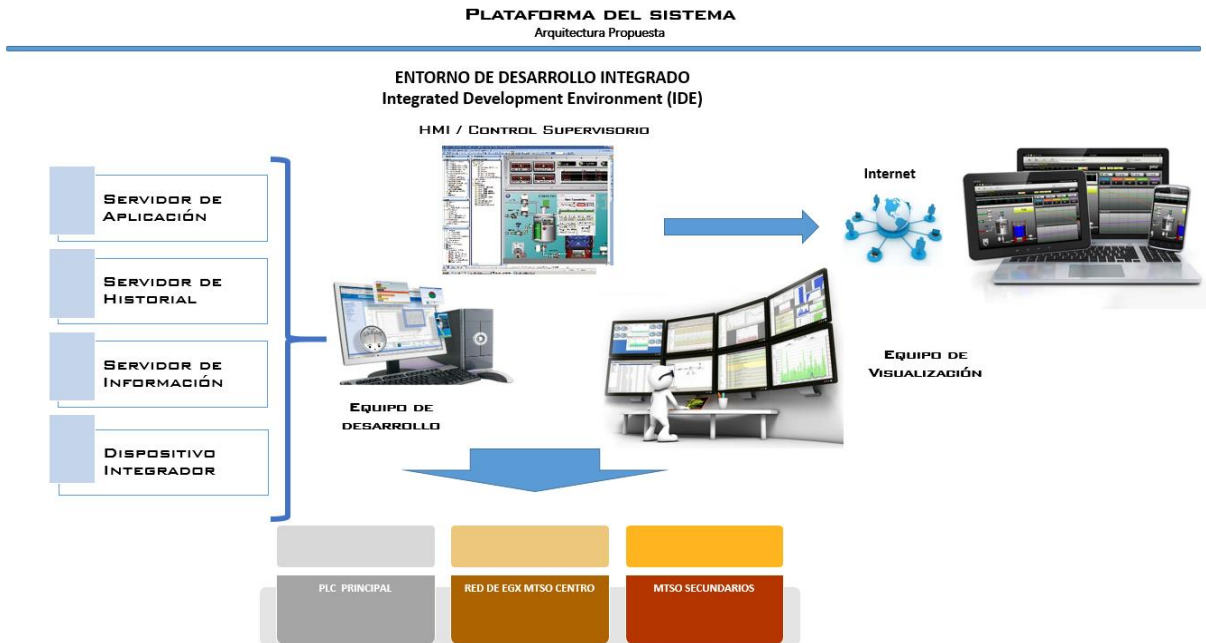 PLATAFORMA DEL SISTEMA
Arquitectura Propuesta
ENTORNO DE DESARROLLO INTEGRADO
Integrated Development Environment (IDE)
HMI / CONTROL SUPERVISORIO
Internet
SERVIDOR DE
APLICACIÓN
SERVIDOR DE
HISTORIAL
SERVIDOR DE
INFORMACIÓN
DISPOSITIVO
INTEGRADOR
EQUIPO DE
DESARROLLO
EQUIPO DE
VISUALIZACIÓN
PLC PRINCIPAL
RED DE EGX MTSO CENTRO
MTSO SECUNDARIOS